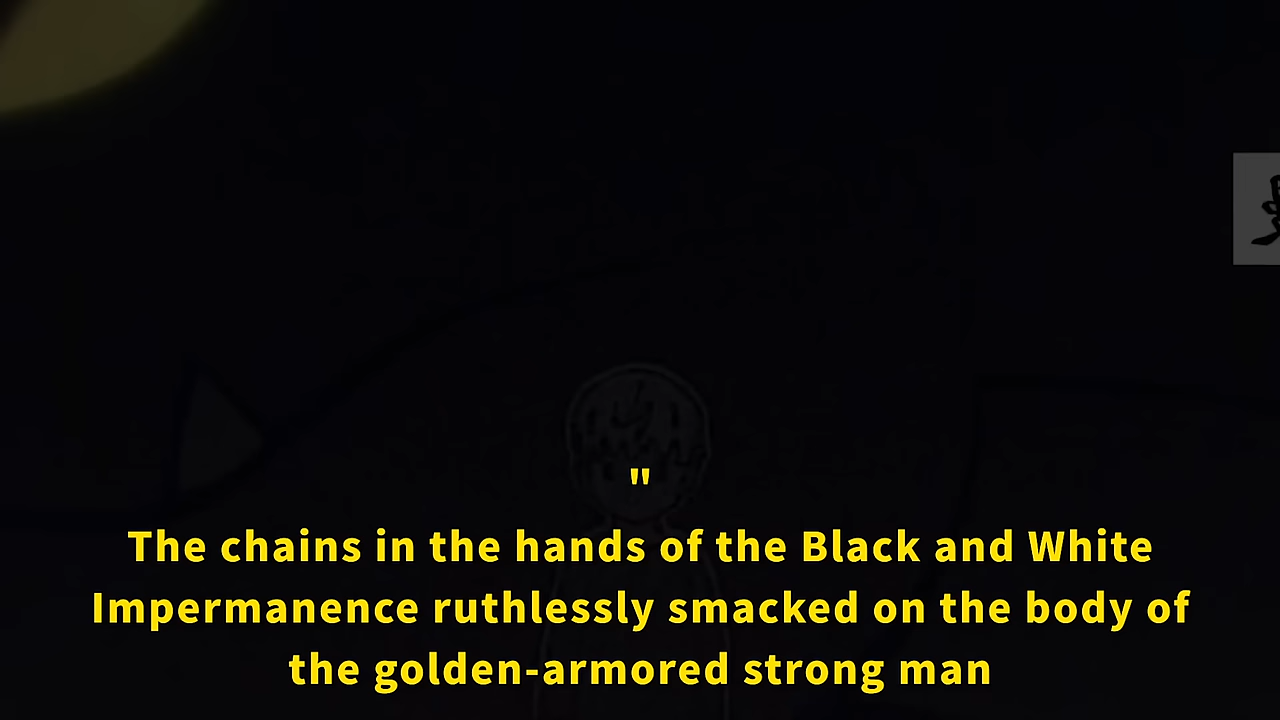 "
The chains in the hands of the Black and White
Impermanence ruthlessly smacked on the body of
the golden-armored strong man